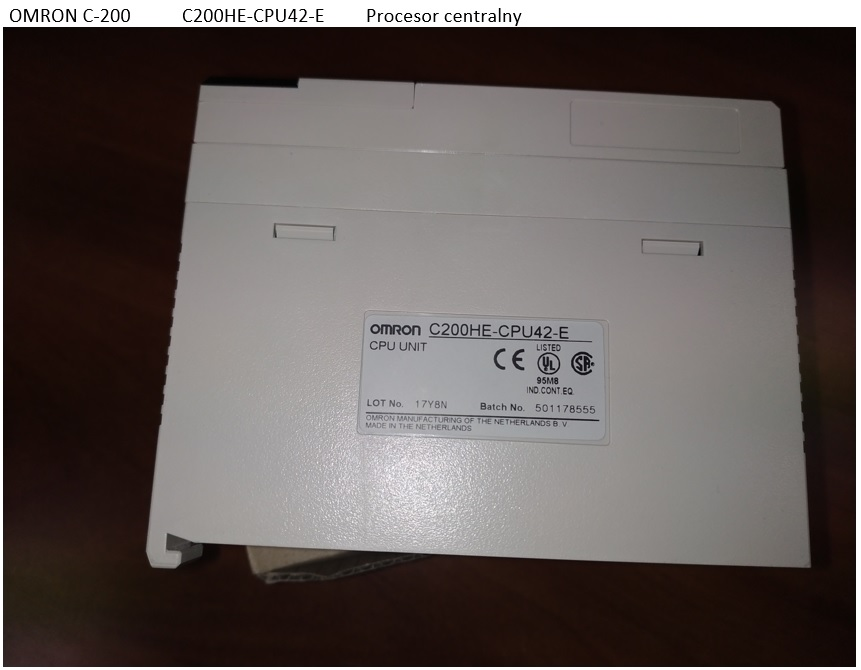 OMRON C-200 C200HE-CPU42-E Procesor centralny
OMRON C200HE-CPU42-E
CPU UNIT
CE
LISTED
UL
SA
95M8
IND.CONT.EQ.
LOT No. 17Y8N Batch No. 501178555
OMRON MANUFACTURING OF THE NETHERLANDS B.V
MADE IN THE NETHERLANDS